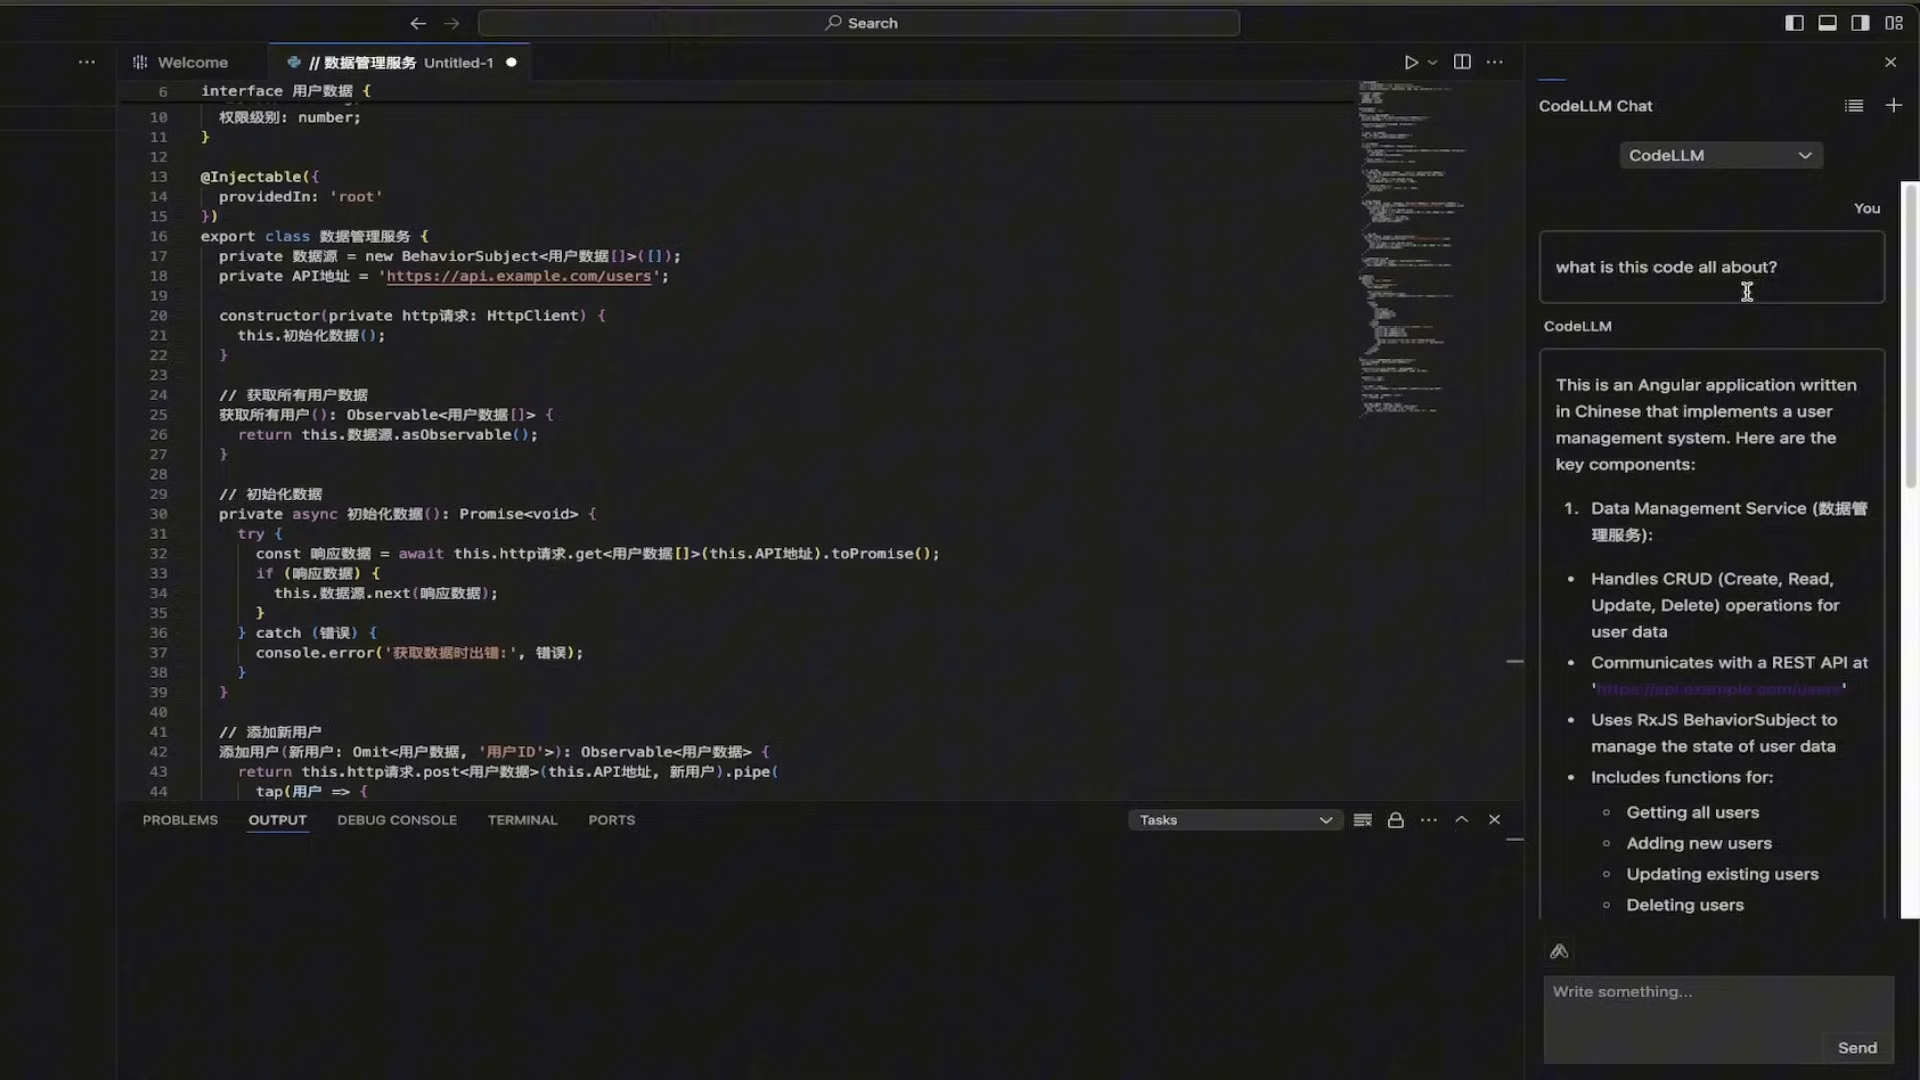 Search
Welcome
// 数据管理服务 Untitled-1
6 interface 用户数据 {
10 权限级别: number;
11 }
12
13 @Injectable({
14 providedIn: 'root'
15 })
16 export class 数据管理服务 {
17 private 数据源 = new BehaviorSubject<用户数据[]>([]);
18 private API地址 = 'https://api.example.com/users';
19
20 constructor(private http请求: HttpClient) {
21 this.初始化数据();
22 }
23
24 // 获取所有用户数据
25 获取所有用户(): Observable<用户数据[]> {
26 return this.数据源.asObservable();
27 }
28
29 // 初始化数据
30 private async 初始化数据(): Promise<void> {
31 try {
32 const 响应数据 = await this.http请求.get<用户数据[]>(this.API地址).toPromise();
33 if (响应数据) {
34 this.数据源.next(响应数据);
35 }
36 } catch (错误) {
37 console.error('获取数据时出错:', 错误);
38 }
39 }
40
41 // 添加新用户
42 添加用户(新用户: Omit<用户数据, '用户ID'>): Observable<用户数据> {
43 return this.http请求.post<用户数据>(this.API地址, 新用户).pipe(
44 tap(用户 => {
PROBLEMS OUTPUT DEBUG CONSOLE TERMINAL PORTS
Tasks
CodeLLM Chat
CodeLLM
You
what is this code all about?
CodeLLM
This is an Angular application written
in Chinese that implements a user
management system. Here are the
key components:
1. Data Management Service (数据管
理服务):
• Handles CRUD (Create, Read,
Update, Delete) operations for
user data
• Communicates with a REST API at
'https://api.example.com/users'
• Uses RxJS BehaviorSubject to
manage the state of user data
• Includes functions for:
Getting all users
Adding new users
Updating existing users
Deleting users
Write something...
Send